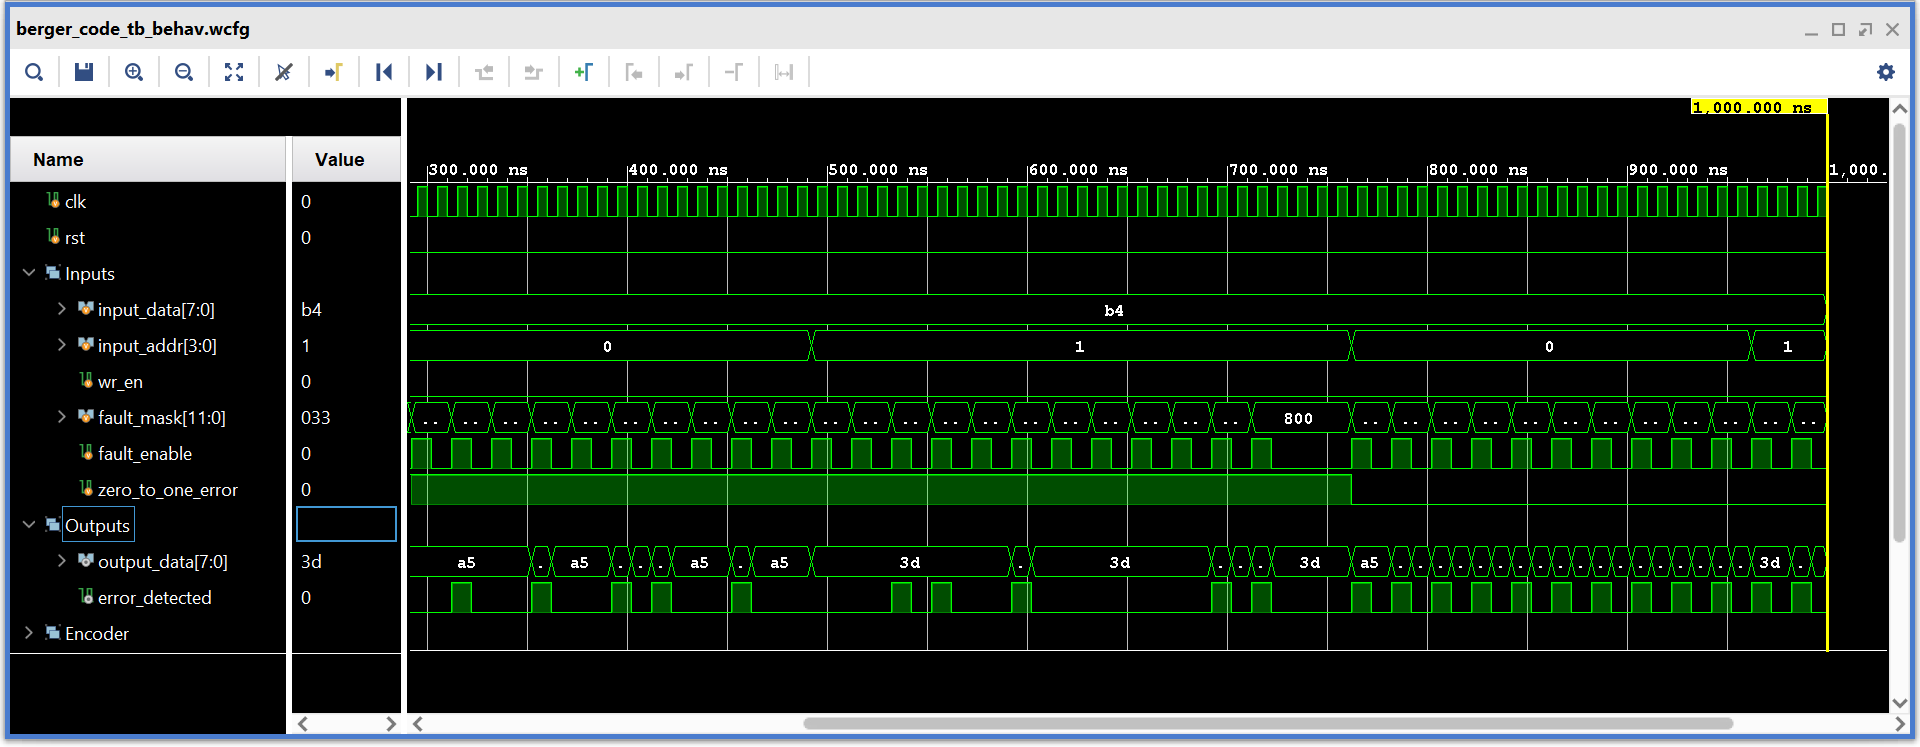 berger_code_tb_behav.wcfg
1,000.000 ns
Name Value
300.000 ns 400.000 ns 500.000 ns 600.000 ns 700.000 ns 800.000 ns 900.000 ns 1,000.
clk 0
rst 0
Inputs
input_data[7:0] b4 b4
input_addr[3:0] 1 0 1 0 1
wr_en 0
fault_mask[11:0] 033 .. .. .. .. .. .. .. .. .. .. .. .. .. .. .. .. .. .. .. .. .. 800 .. .. .. .. .. .. .. .. .. .. .. ..
fault_enable 0
zero_to_one_error 0
Outputs
output_data[7:0] 3d a5 . a5 . . . a5 . a5 3d . 3d . . . 3d a5 . . . . . . . . . . . . . . . . . . 3d . .
error_detected 0
Encoder